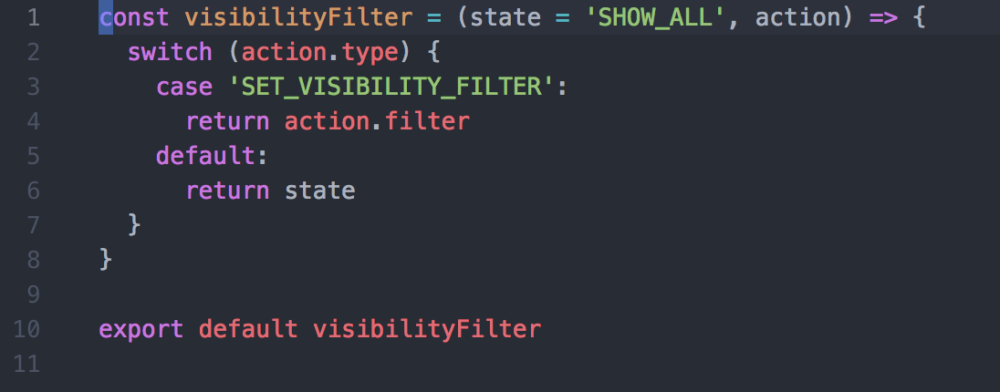 1 const visibilityFilter = (state = 'SHOW_ALL', action) => {
2   switch (action.type) {
3     case 'SET_VISIBILITY_FILTER':
4       return action.filter
5     default:
6       return state
7   }
8 }
9
10 export default visibilityFilter
11